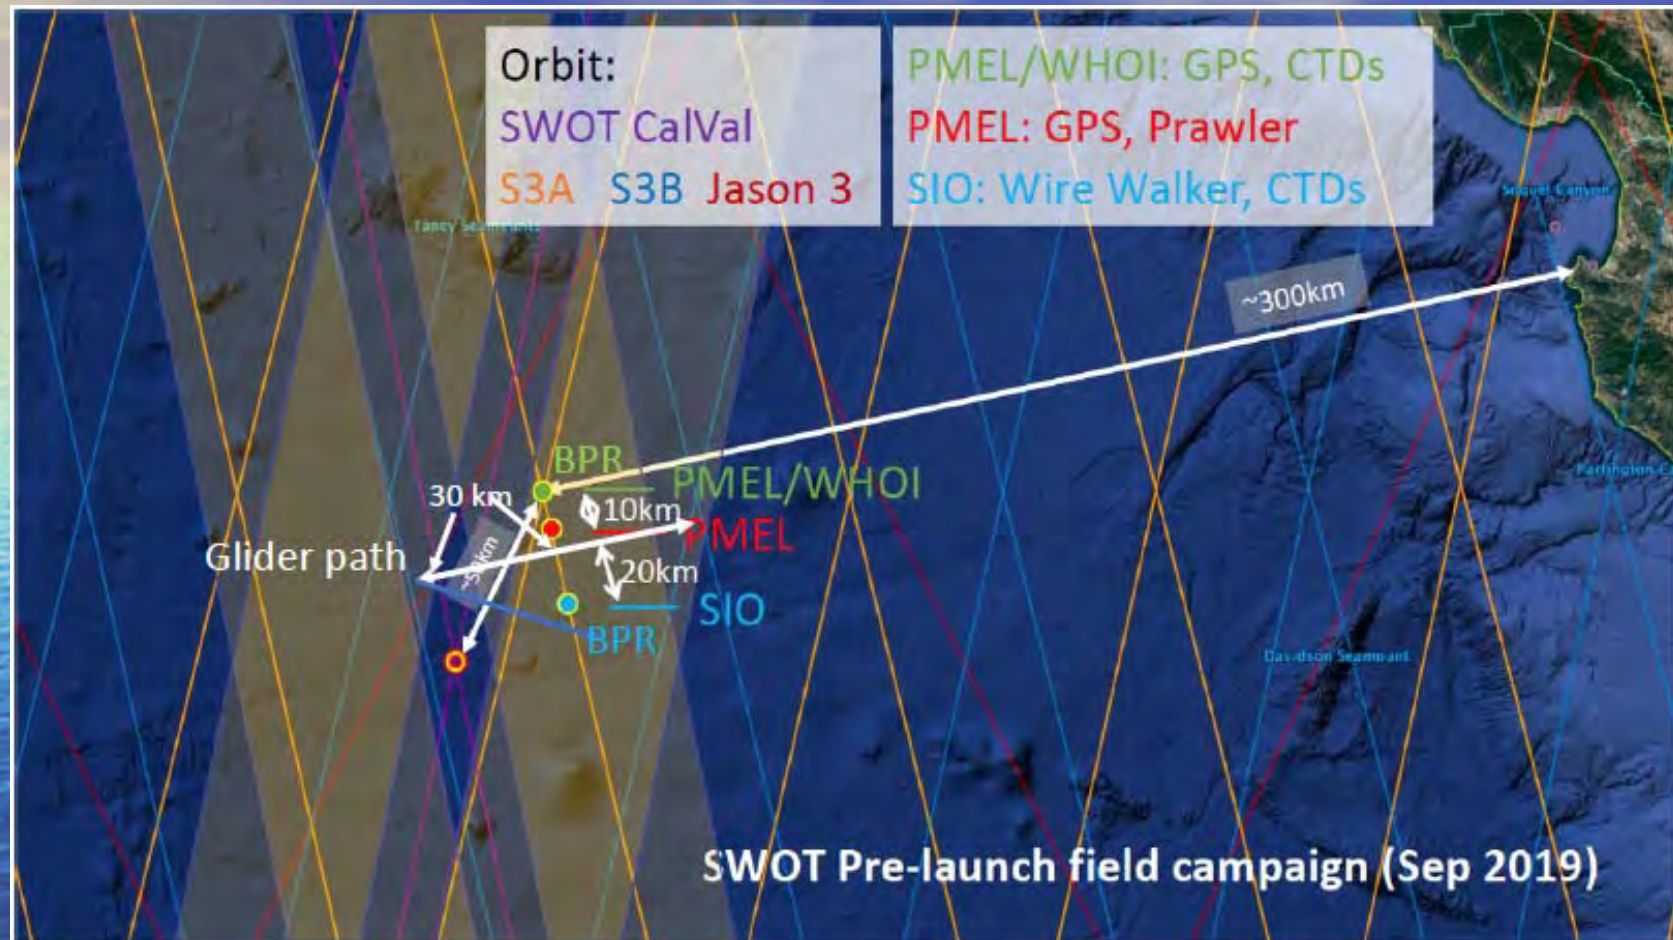 Orbit:
SWOT CalVal
S3A S3B Jason 3
PMEL/WHOI: GPS, CTDs
PMEL: GPS, Prawler
SIO: Wire Walker, CTDs
Soquel Canyon
~300km
BPR
PMEL/WHOI
30 km
10km
PMEL
Glider path
20km
SIO
BPR
Davidson Seamount
SWOT Pre-launch field campaign (Sep 2019)